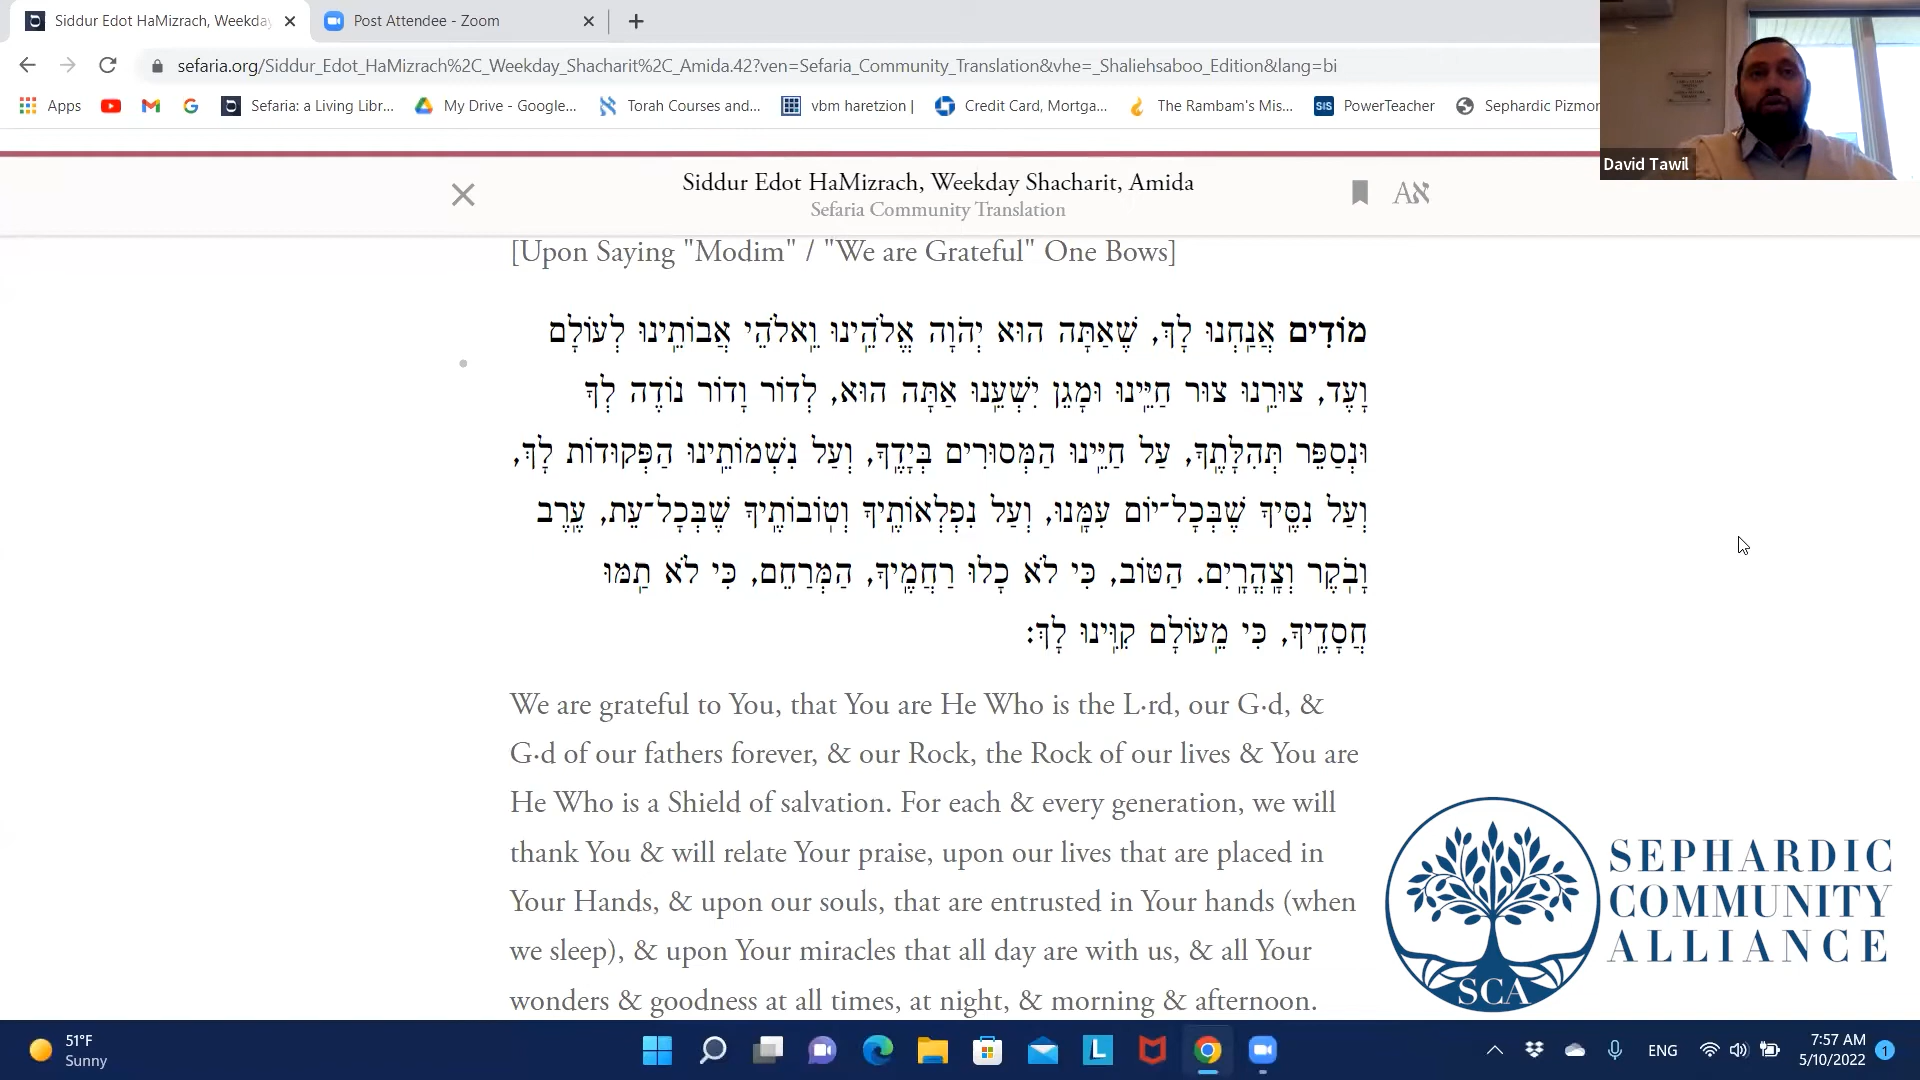 Siddur Edot HaMizrach, Weekda
Post Attendee - Zoom
sefaria.org/Siddur_Edot_HaMizrach%2C_Weekday_Shacharit%2C_Amida.42?ven=Sefaria_Community_Translation&vhe=_Shaliehsaboo_Edition&lang=bi
Apps
Sefaria: a Living Libr...
My Drive - Google...
Torah Courses and...
vbm haretzion |
Credit Card, Mortga...
The Rambam's Mis...
SIS
PowerTeacher
Sephardic Pizmon
David Tawil
Siddur Edot HaMizrach, Weekday Shacharit, Amida
Sefaria Community Translation
Aא
[Upon Saying "Modim" / "We are Grateful" One Bows]
מוֹדִים אֲנַחְנוּ לָךְ, שֶׁאַתָּה הוּא יְהֹוָה אֱלֹהֵינוּ וֵאלֹהֵי אֲבוֹתֵינוּ לְעוֹלָם
וָעֶד, צוּרֵנוּ צוּר חַיֵּינוּ וּמָגֵן יִשְׁעֵנוּ אַתָּה הוּא, לְדוֹר וָדוֹר נוֹדֶה לְךָ
וּנְסַפֵּר תְּהִלָּתֶךָ, עַל חַיֵּינוּ הַמְּסוּרִים בְּיָדֶךָ, וְעַל נִשְׁמוֹתֵינוּ הַפְּקוּדוֹת לָךְ,
וְעַל נִסֶּיךָ שֶׁבְּכָל־יוֹם עִמָּנוּ, וְעַל נִפְלְאוֹתֶיךָ וְטוֹבוֹתֶיךָ שֶׁבְּכָל־עֵת, עֶרֶב
וָבֹקֶר וְצָהֳרָיִם. הַטּוֹב, כִּי לֹא כָלוּ רַחֲמֶיךָ, הַמְּרַחֵם, כִּי לֹא תַמּוּ
חֲסָדֶיךָ, כִּי מֵעוֹלָם קִוִּינוּ לָךְ:
We are grateful to You, that You are He Who is the L·rd, our G·d, &
G·d of our fathers forever, & our Rock, the Rock of our lives & You are
He Who is a Shield of salvation. For each & every generation, we will
thank You & will relate Your praise, upon our lives that are placed in
Your Hands, & upon our souls, that are entrusted in Your hands (when
we sleep), & upon Your miracles that all day are with us, & all Your
wonders & goodness at all times, at night, & morning & afternoon.
SEPHARDIC
COMMUNITY
ALLIANCE
SCA
51°F
Sunny
L
ENG
7:57 AM
5/10/2022
1